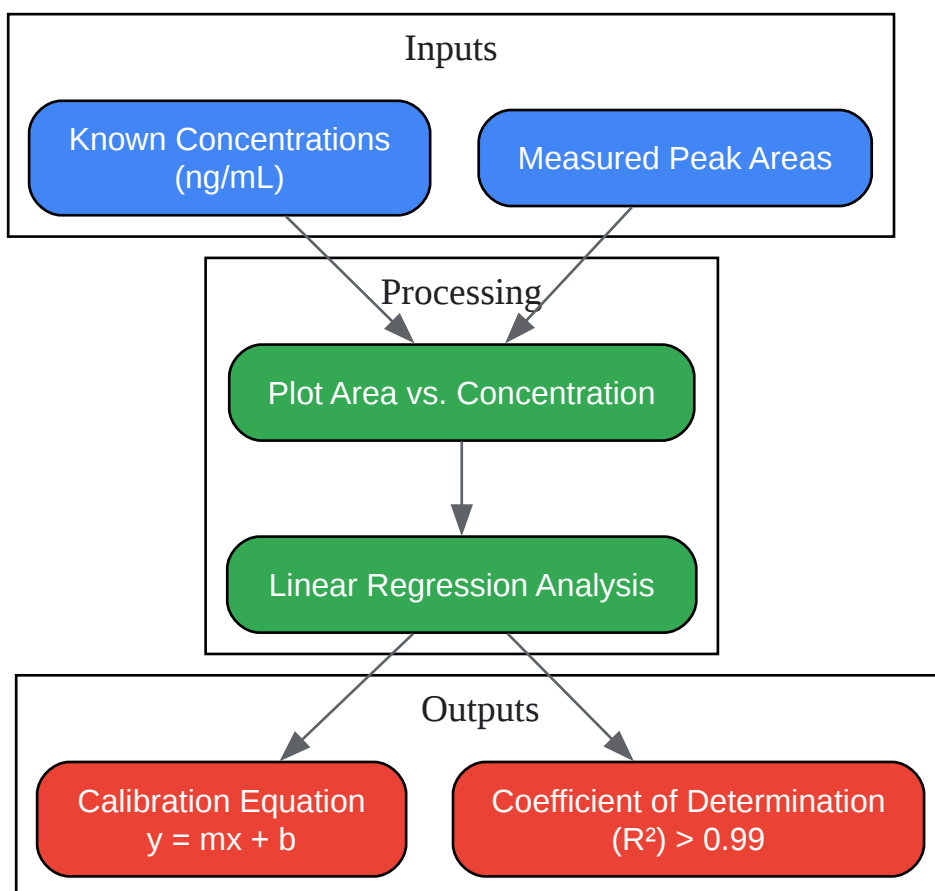 Inputs
Known Concentrations
(ng/mL)
Measured Peak Areas
Processing
Plot Area vs. Concentration
Linear Regression Analysis
Outputs
Calibration Equation
y = mx + b
Coefficient of Determination
(R²) > 0.99